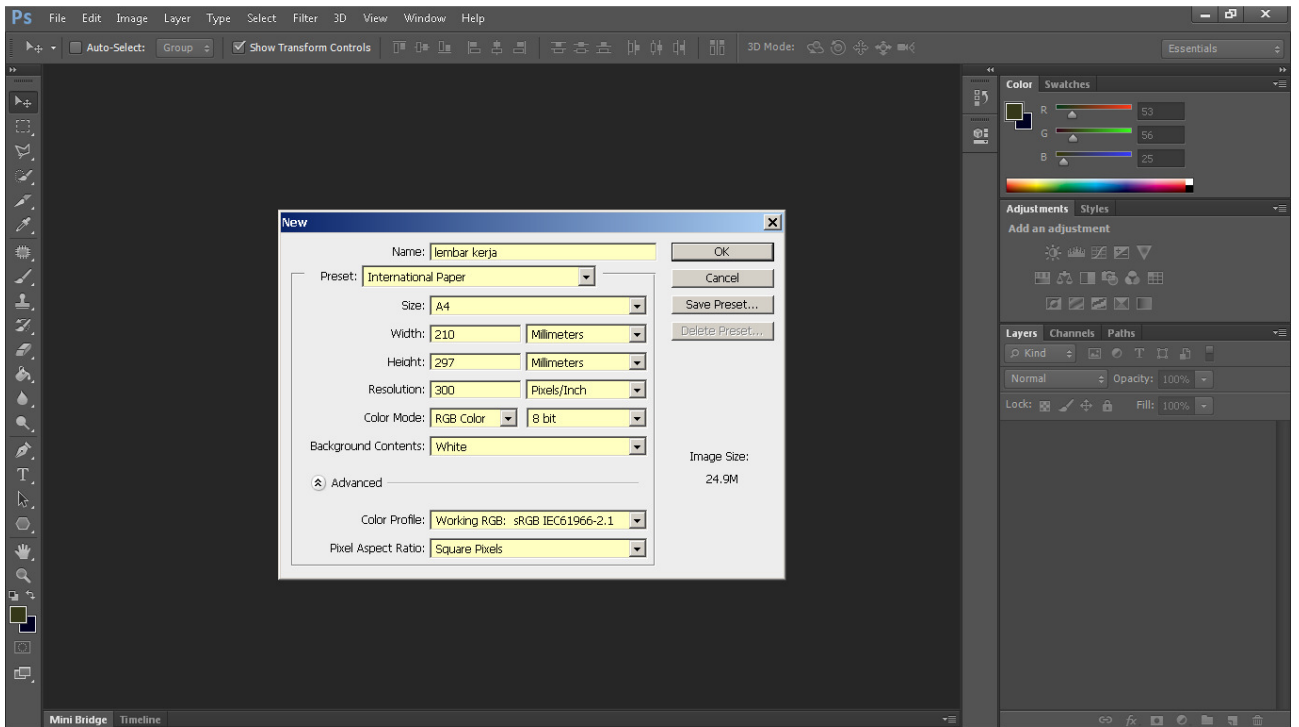 Ps File Edit Image Layer Type Select Filter 3D View Window Help
Auto-Select: Group Show Transform Controls 3D Mode: Essentials
Color Swatches
R 53
G 56
B 25
Adjustments Styles
Add an adjustment
Layers Channels Paths
Kind T
Normal Opacity: 100%
Lock: Fill: 100%
New
Name: lembar kerja OK
Preset: International Paper Cancel
Size: A4 Save Preset...
Width: 210 Millimeters Delete Preset...
Height: 297 Millimeters
Resolution: 300 Pixels/Inch
Color Mode: RGB Color 8 bit
Background Contents: White
Image Size:
24.9M
Advanced
Color Profile: Working RGB: sRGB IEC61966-2.1
Pixel Aspect Ratio: Square Pixels
T
Mini Bridge Timeline
fx